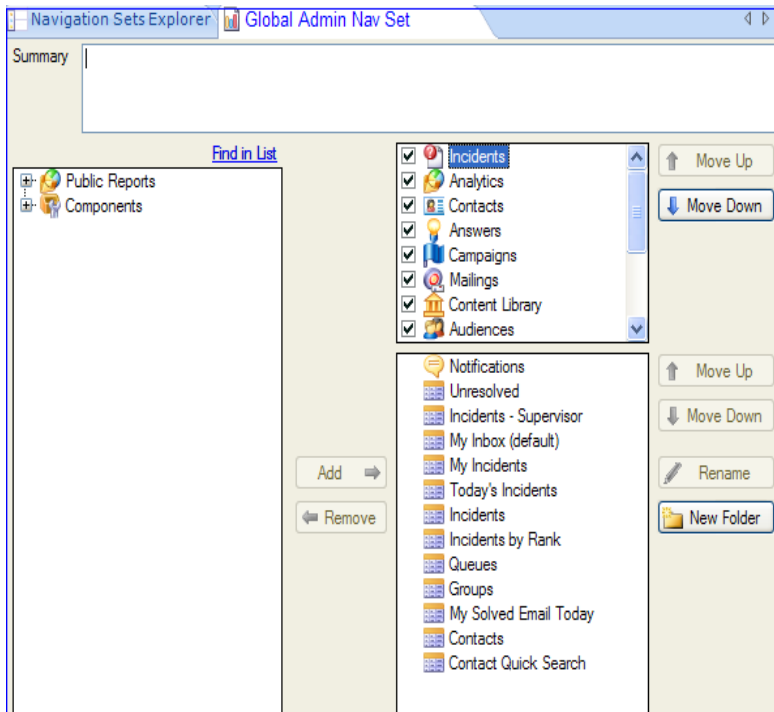 Navigation Sets Explorer
Global Admin Nav Set
Summary
Find in List
Public Reports
Components
Incidents
Analytics
Contacts
Answers
Campaigns
Mailings
Content Library
Audiences
Move Up
Move Down
Notifications
Unresolved
Incidents - Supervisor
My Inbox (default)
My Incidents
Today's Incidents
Incidents
Incidents by Rank
Queues
Groups
My Solved Email Today
Contacts
Contact Quick Search
Add
Remove
Move Up
Move Down
Rename
New Folder